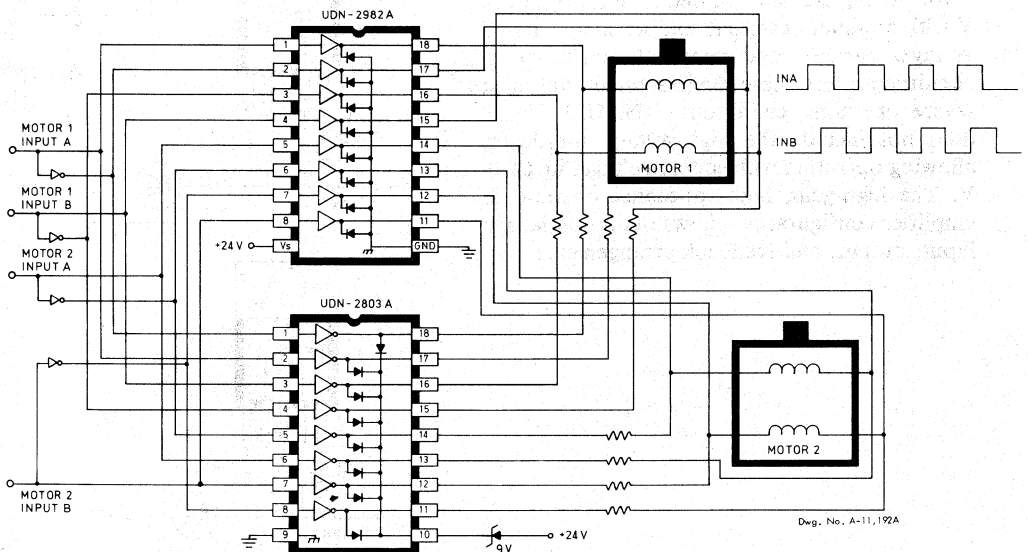 UDN-2982A
1
2
3
4
5
6
7
8
Vs
18
17
16
15
14
13
12
11
GND
+24V
MOTOR 1
INPUT A
MOTOR 1
INPUT B
MOTOR 2
INPUT A
MOTOR 2
INPUT B
MOTOR 1
INA
INB
UDN-2803A
1
2
3
4
5
6
7
8
9
18
17
16
15
14
13
12
11
10
9V
+24V
MOTOR 2
Dwg. No. A-11,192A